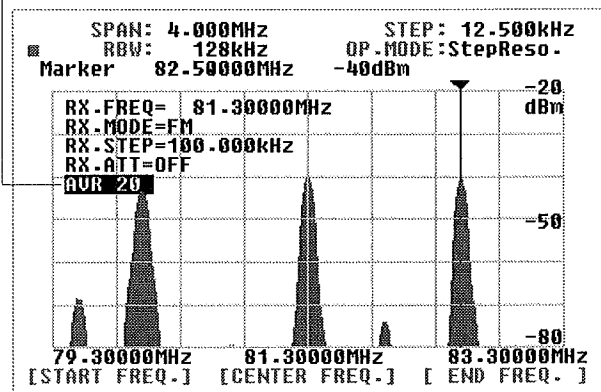 SPAN: 4.000MHz STEP: 12.500kHz
RBW: 128kHz OP.MODE:StepReso.
Marker 82.50000MHz -40dBm
-20
dBm
RX.FREQ= 81.30000MHz
RX.MODE=FM
RX.STEP=100.000kHz
RX.ATT=OFF
AVR 20
-50
-80
79.30000MHz 81.30000MHz 83.30000MHz
[START FREQ.] [CENTER FREQ.] [ END FREQ. ]